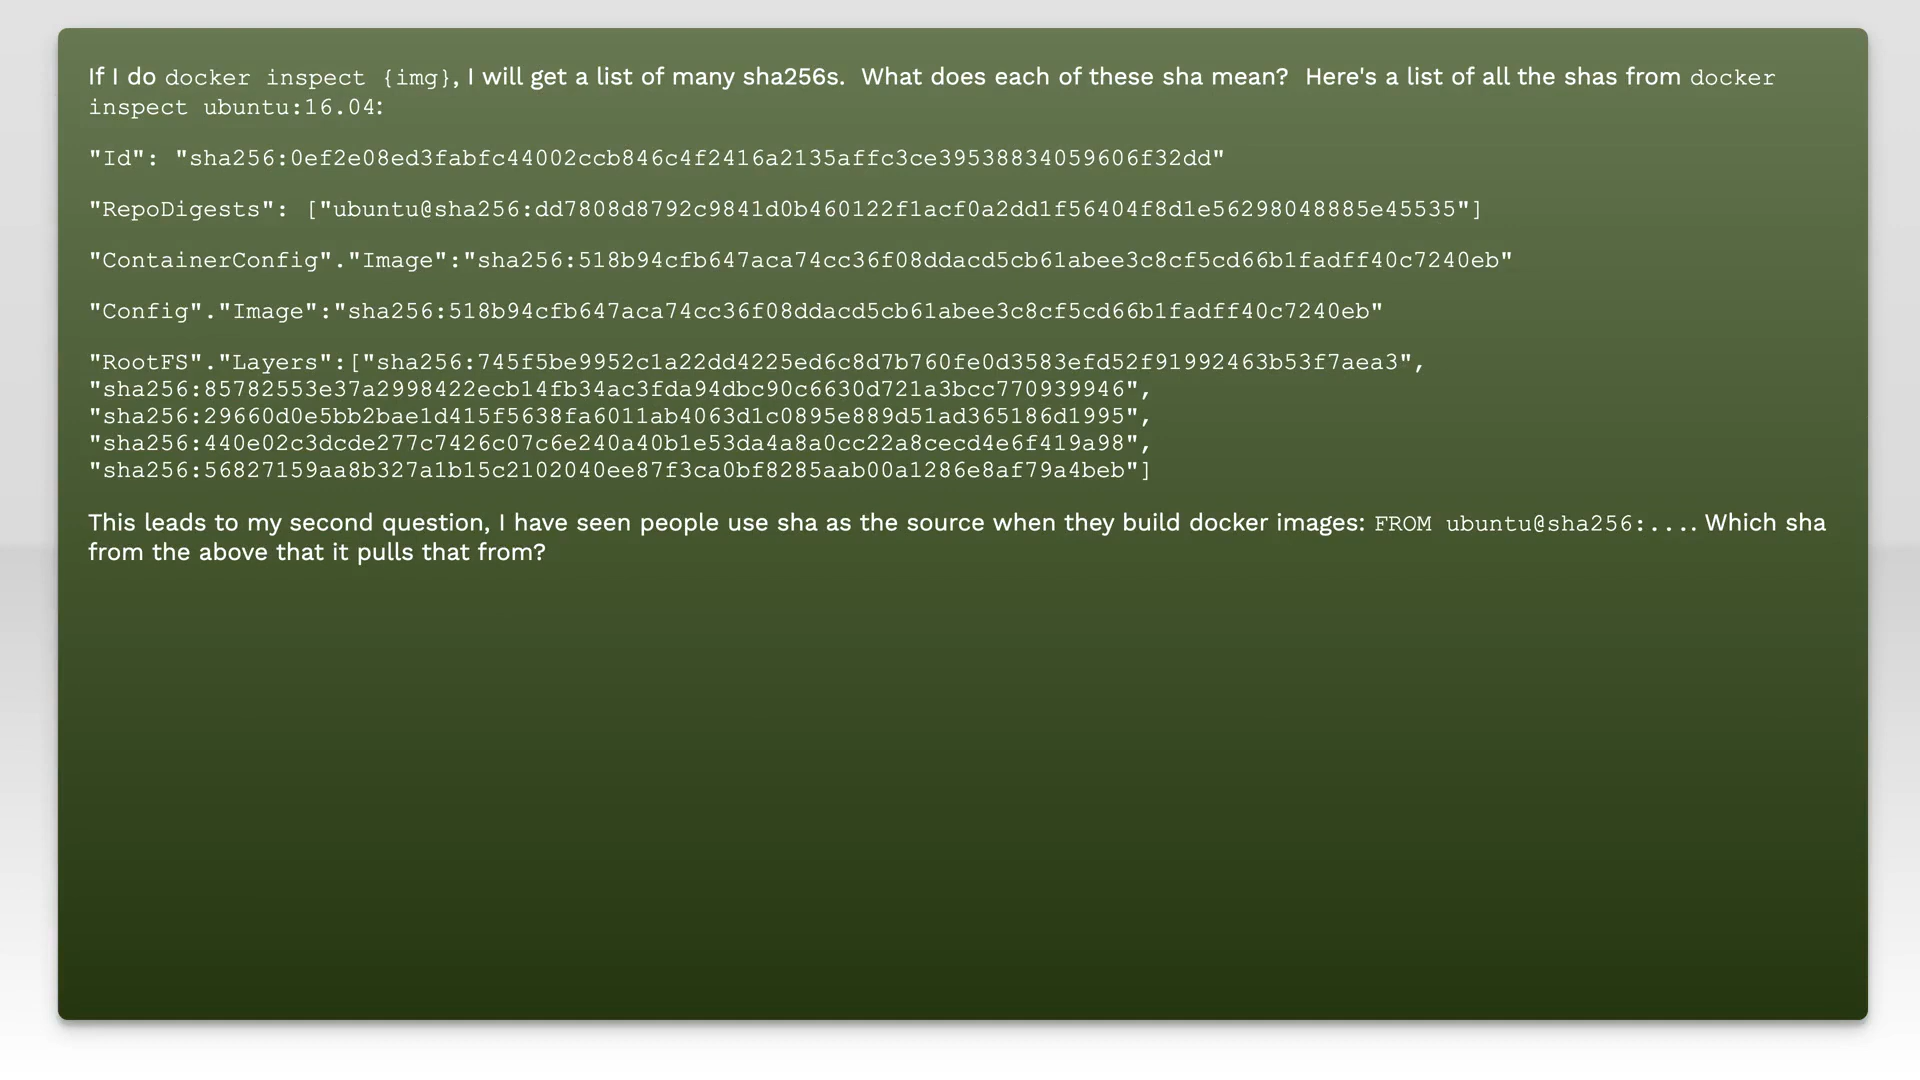 If I do docker inspect {img}, I will get a list of many sha256s.  What does each of these sha mean?  Here's a list of all the shas from docker
inspect ubuntu:16.04:
"Id": "sha256:0ef2e08ed3fabfc44002ccb846c4f2416a2135affc3ce39538834059606f32dd"
"RepoDigests": ["ubuntu@sha256:dd7808d8792c9841d0b460122f1acf0a2dd1f56404f8d1e56298048885e45535"]
"ContainerConfig"."Image":"sha256:518b94cfb647aca74cc36f08ddacd5cb61abee3c8cf5cd66b1fadff40c7240eb"
"Config"."Image":"sha256:518b94cfb647aca74cc36f08ddacd5cb61abee3c8cf5cd66b1fadff40c7240eb"
"RootFS"."Layers":["sha256:745f5be9952c1a22dd4225ed6c8d7b760fe0d3583efd52f91992463b53f7aea3",
"sha256:85782553e37a2998422ecb14fb34ac3fda94dbc90c6630d721a3bcc770939946",
"sha256:29660d0e5bb2bae1d415f5638fa6011ab4063d1c0895e889d51ad365186d1995",
"sha256:440e02c3dcde277c7426c07c6e240a40b1e53da4a8a0cc22a8cecd4e6f419a98",
"sha256:56827159aa8b327a1b15c2102040ee87f3ca0bf8285aab00a1286e8af79a4beb"]
This leads to my second question, I have seen people use sha as the source when they build docker images: FROM ubuntu@sha256:.... Which sha
from the above that it pulls that from?